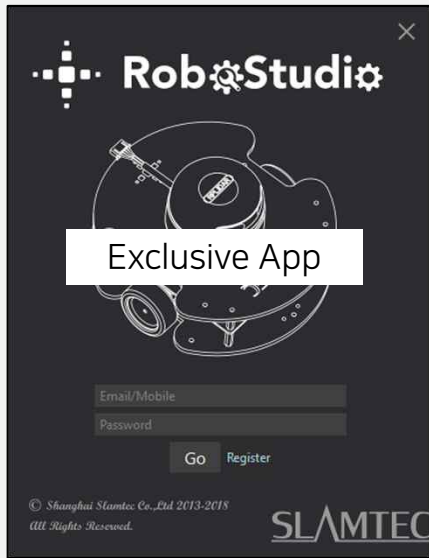 RoboStudio
Exclusive App
Email/Mobile
Password
Go Register
© Shanghai Slamtec Co.,Ltd 2013-2018
All Rights Reserved.
SLAMTEC